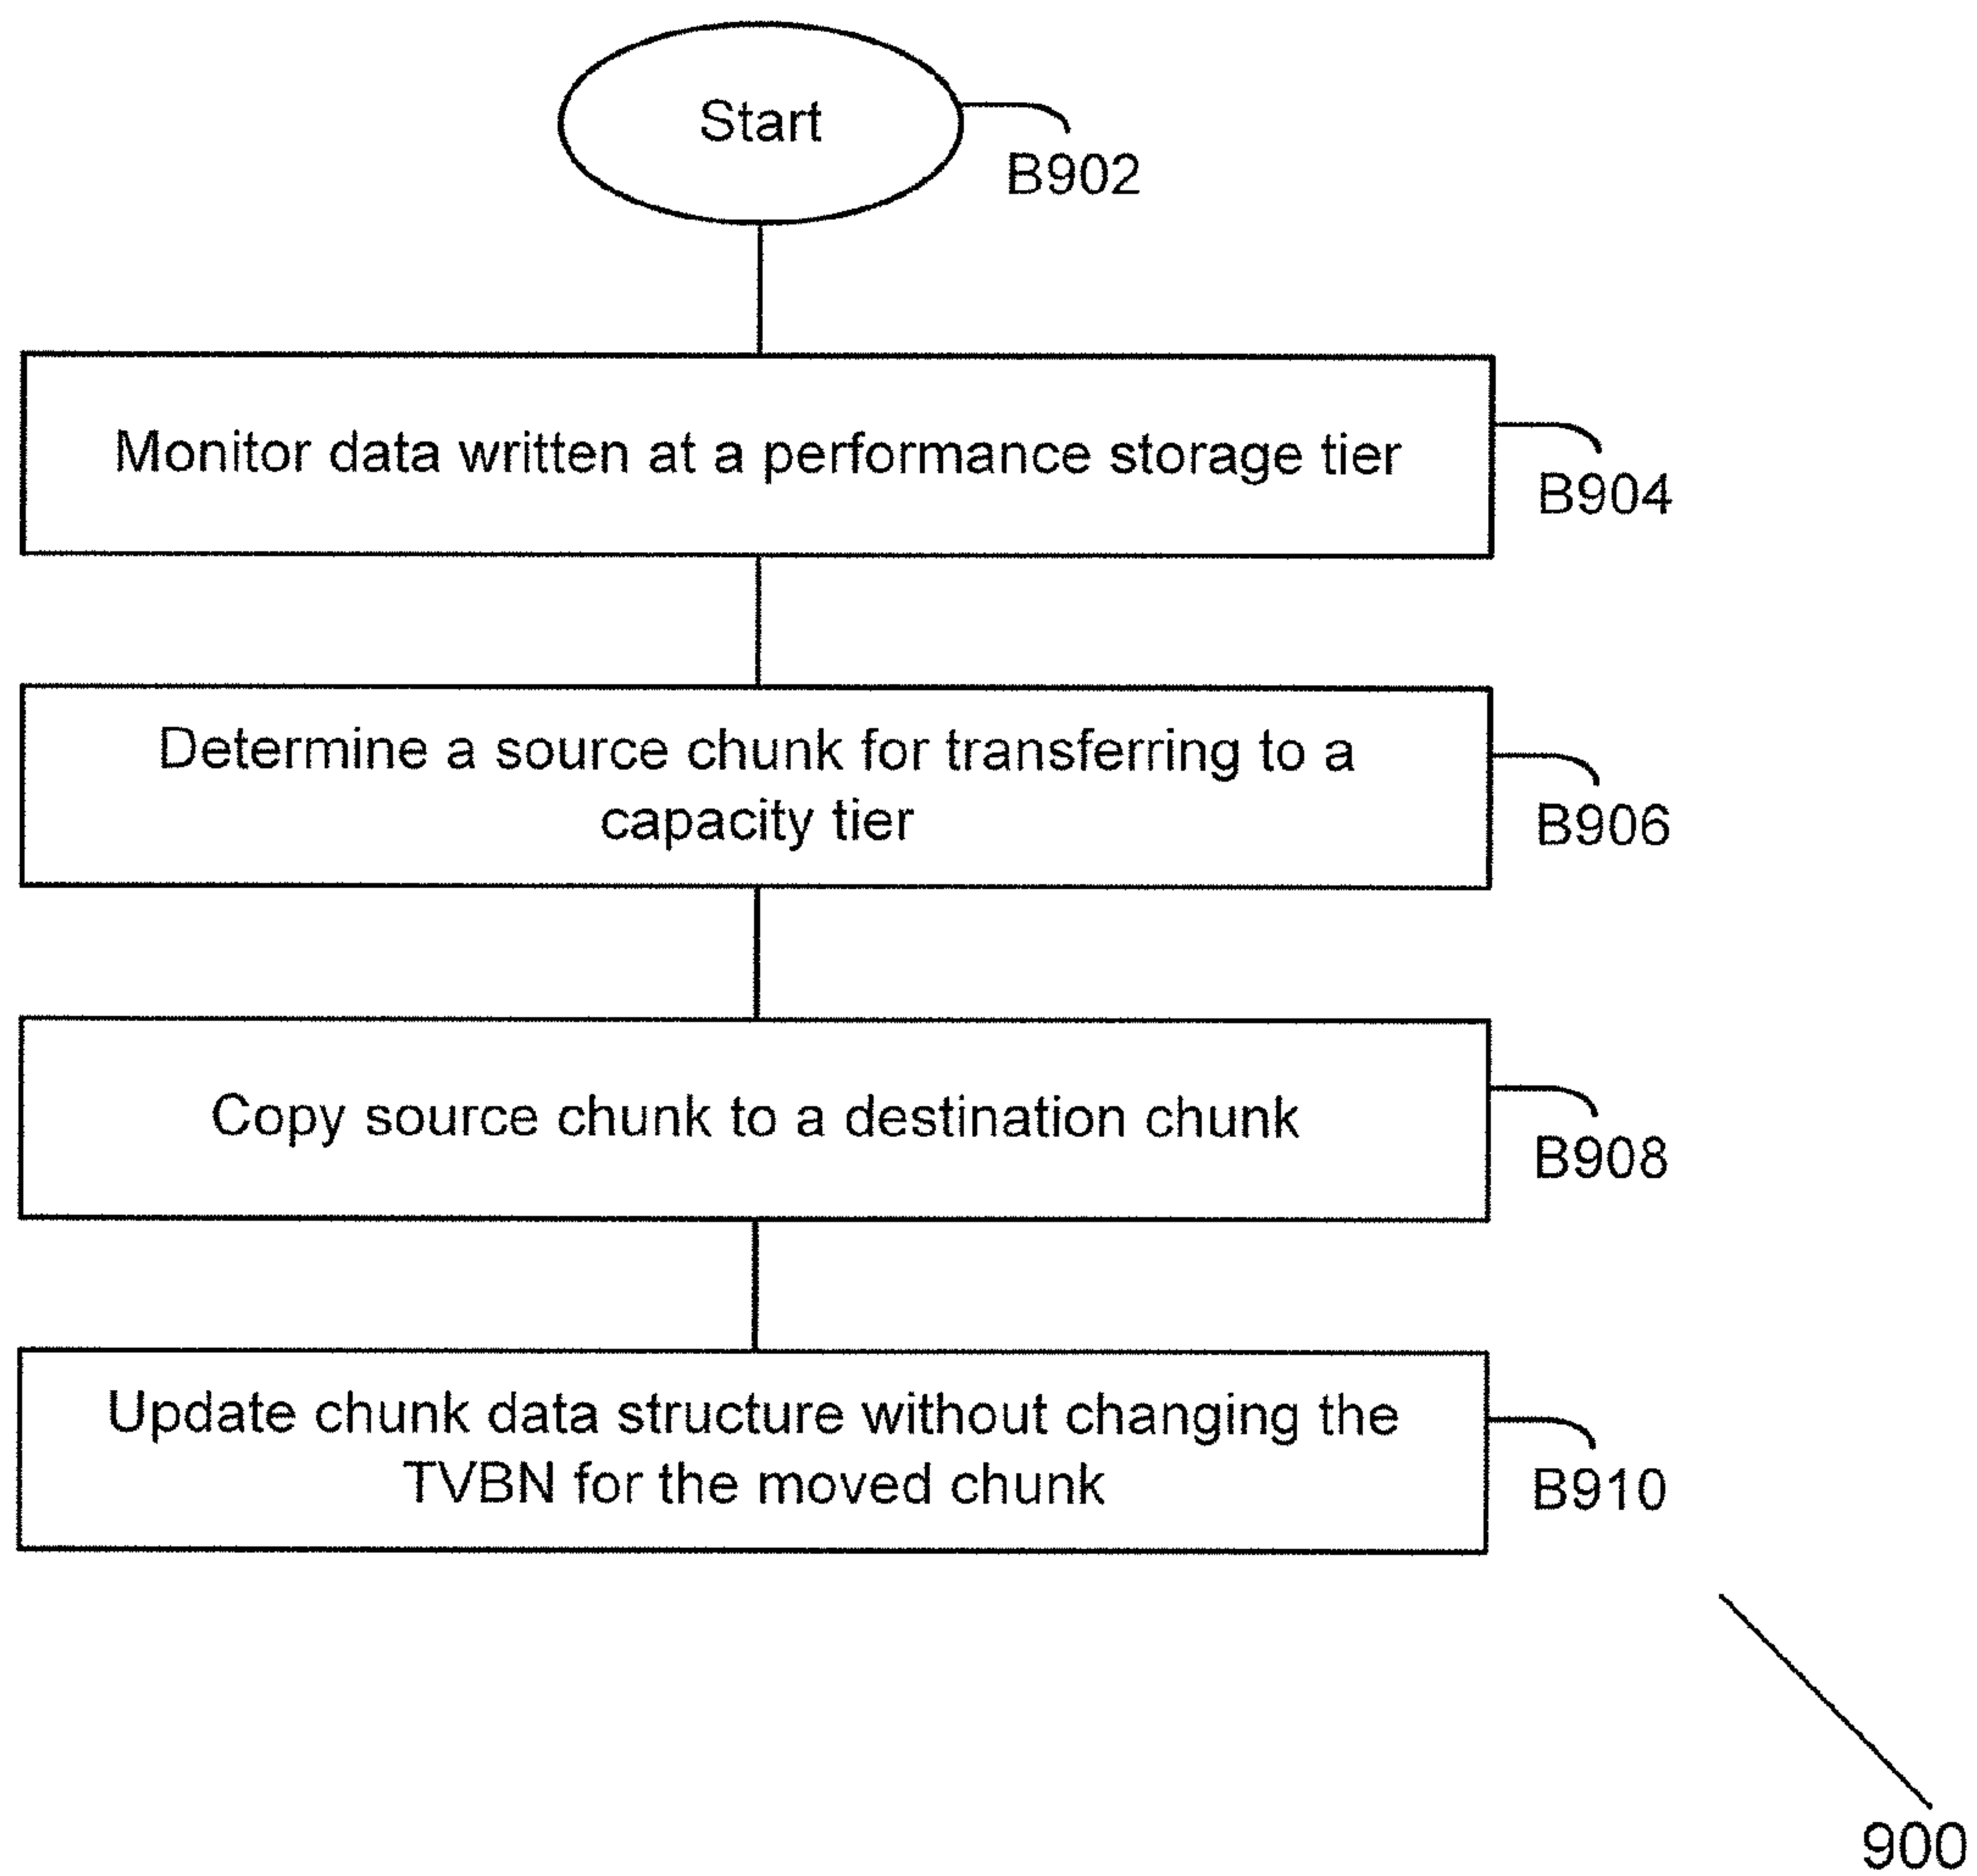 Start
B902
Monitor data written at a performance storage tier
B904
Determine a source chunk for transferring to a
capacity tier
B906
Copy source chunk to a destination chunk
B908
Update chunk data structure without changing the
TVBN for the moved chunk
B910
900